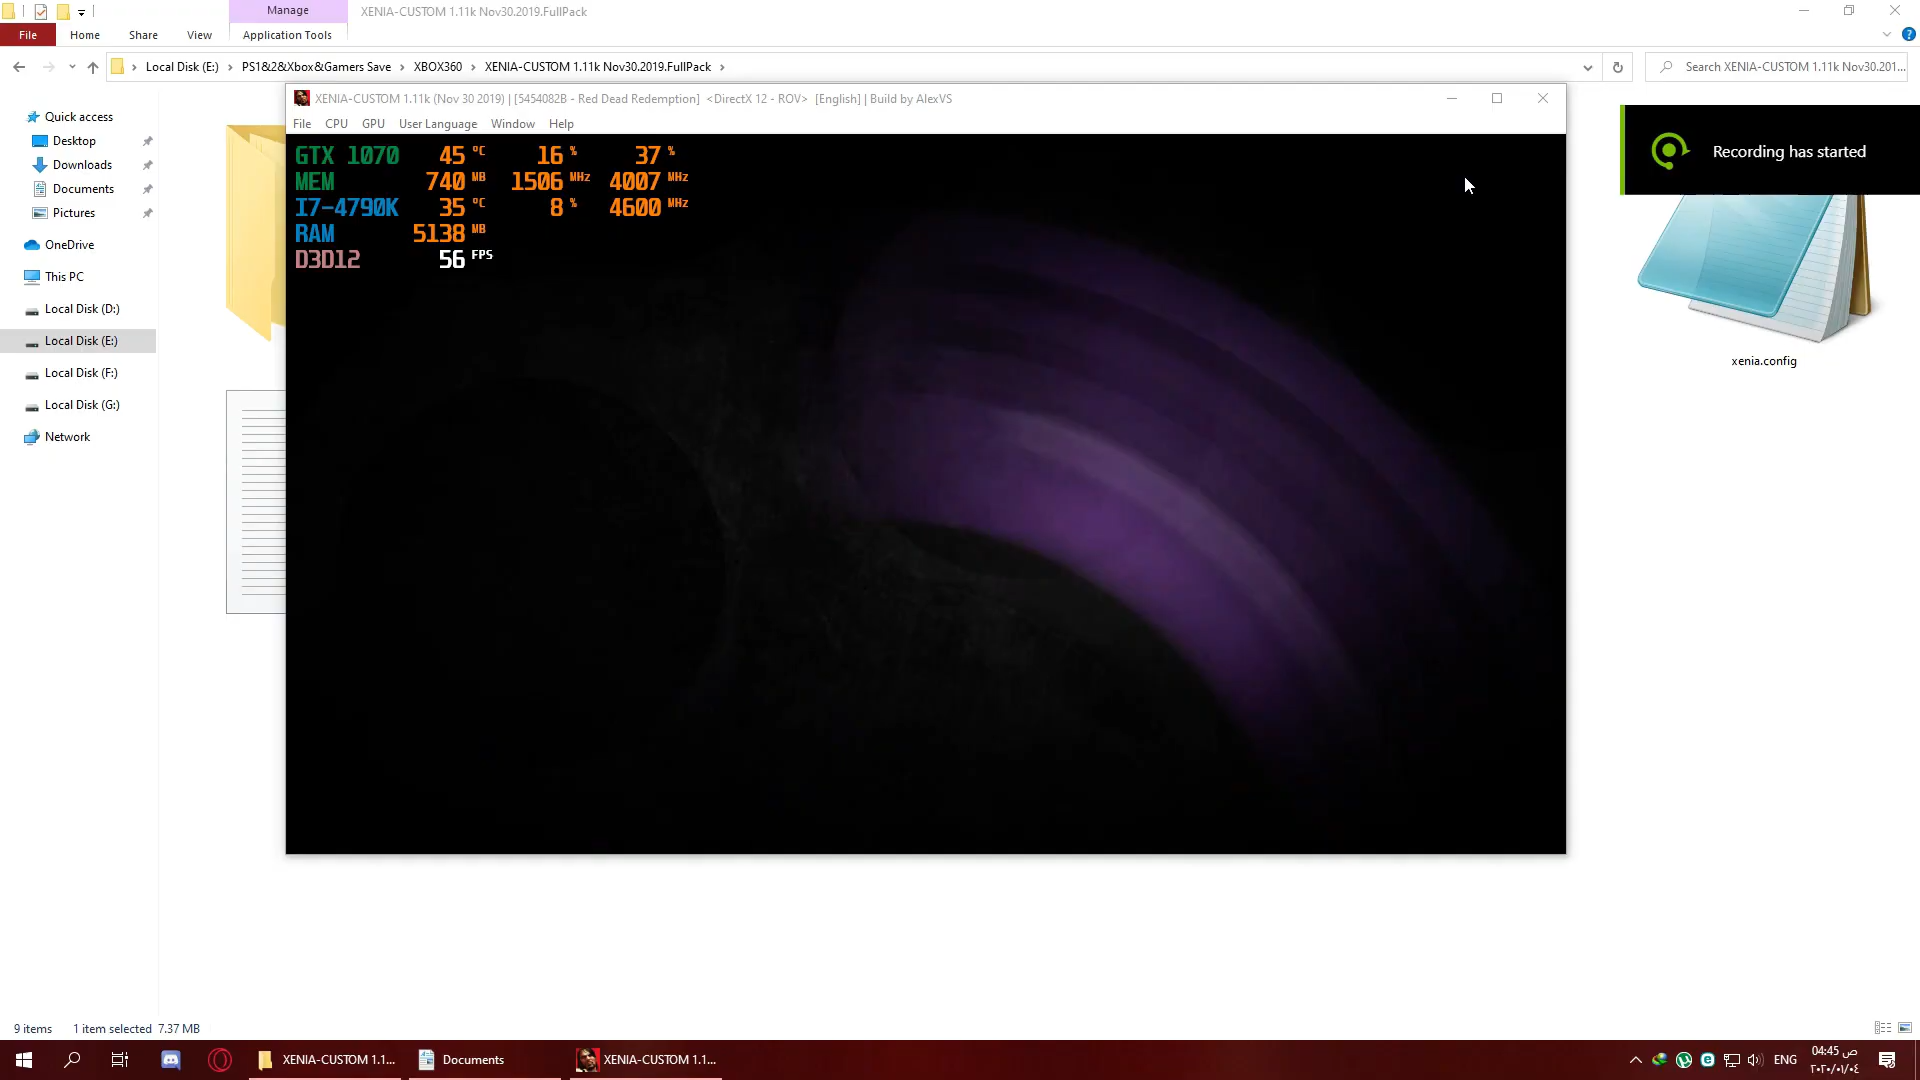 Manage
XENIA-CUSTOM 1.11k Nov30.2019.FullPack
File
Home
Share
View
Application Tools
Local Disk (E:)
PS1&2&Xbox&Gamers Save
XBOX360
XENIA-CUSTOM 1.11k Nov30.2019.FullPack
Search XENIA-CUSTOM 1.11k Nov30.201...
XENIA-CUSTOM 1.11k (Nov 30 2019) | [5454082B - Red Dead Redemption] <DirectX 12 - ROV> [English] | Build by AlexVS
File CPU GPU User Language Window Help
Quick access
Desktop
Downloads
Documents
Pictures
OneDrive
This PC
Local Disk (D:)
Local Disk (E:)
Local Disk (F:)
Local Disk (G:)
Network
GTX 1070 45 °C 16 % 37 %
MEM 740 MB 1506 MHz 4007 MHz
I7-4790K 35 °C 8 % 4600 MHz
RAM 5138 MB
D3D12 56 FPS
Recording has started
xenia.config
9 items 1 item selected 7.37 MB
XENIA-CUSTOM 1.1...
Documents
XENIA-CUSTOM 1.1...
ENG
04:45 ص
٢٠٢٠/٠١/٠٤